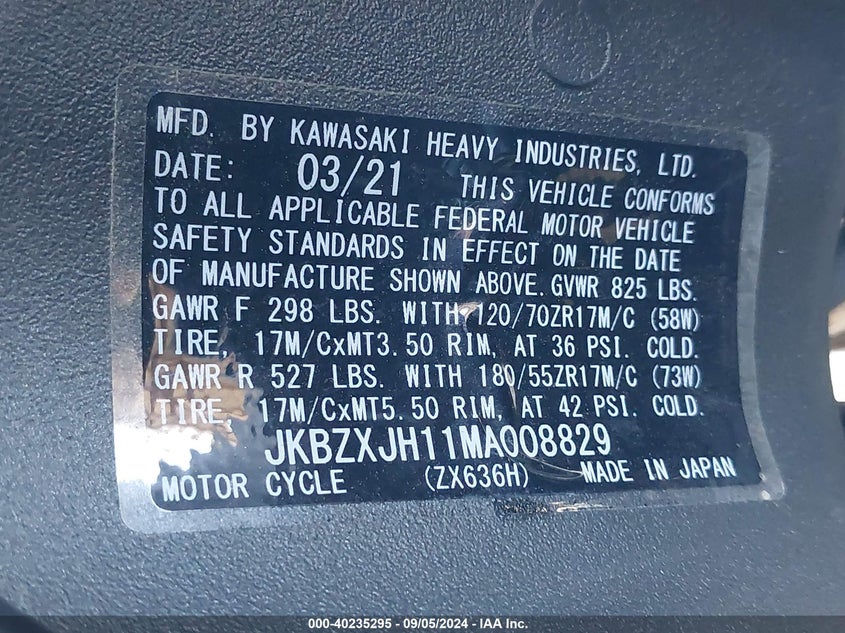 MFD. BY KAWASAKI HEAVY INDUSTRIES, LTD.
DATE: 03/21 THIS VEHICLE CONFORMS
TO ALL APPLICABLE FEDERAL MOTOR VEHICLE
SAFETY STANDARDS IN EFFECT ON THE DATE
OF MANUFACTURE SHOWN ABOVE. GVWR 825 LBS.
GAWR F 298 LBS. WITH 120/70ZR17M/C (58W)
TIRE, 17M/CxMT3.50 RIM, AT 36 PSI. COLD.
GAWR R 527 LBS. WITH 180/55ZR17M/C (73W)
TIRE, 17M/CxMT5.50 RIM, AT 42 PSI. COLD.
JKBZXJH11MA008829
MOTOR CYCLE (ZX636H) MADE IN JAPAN
000-40235295 - 09/05/2024 - IAA Inc.